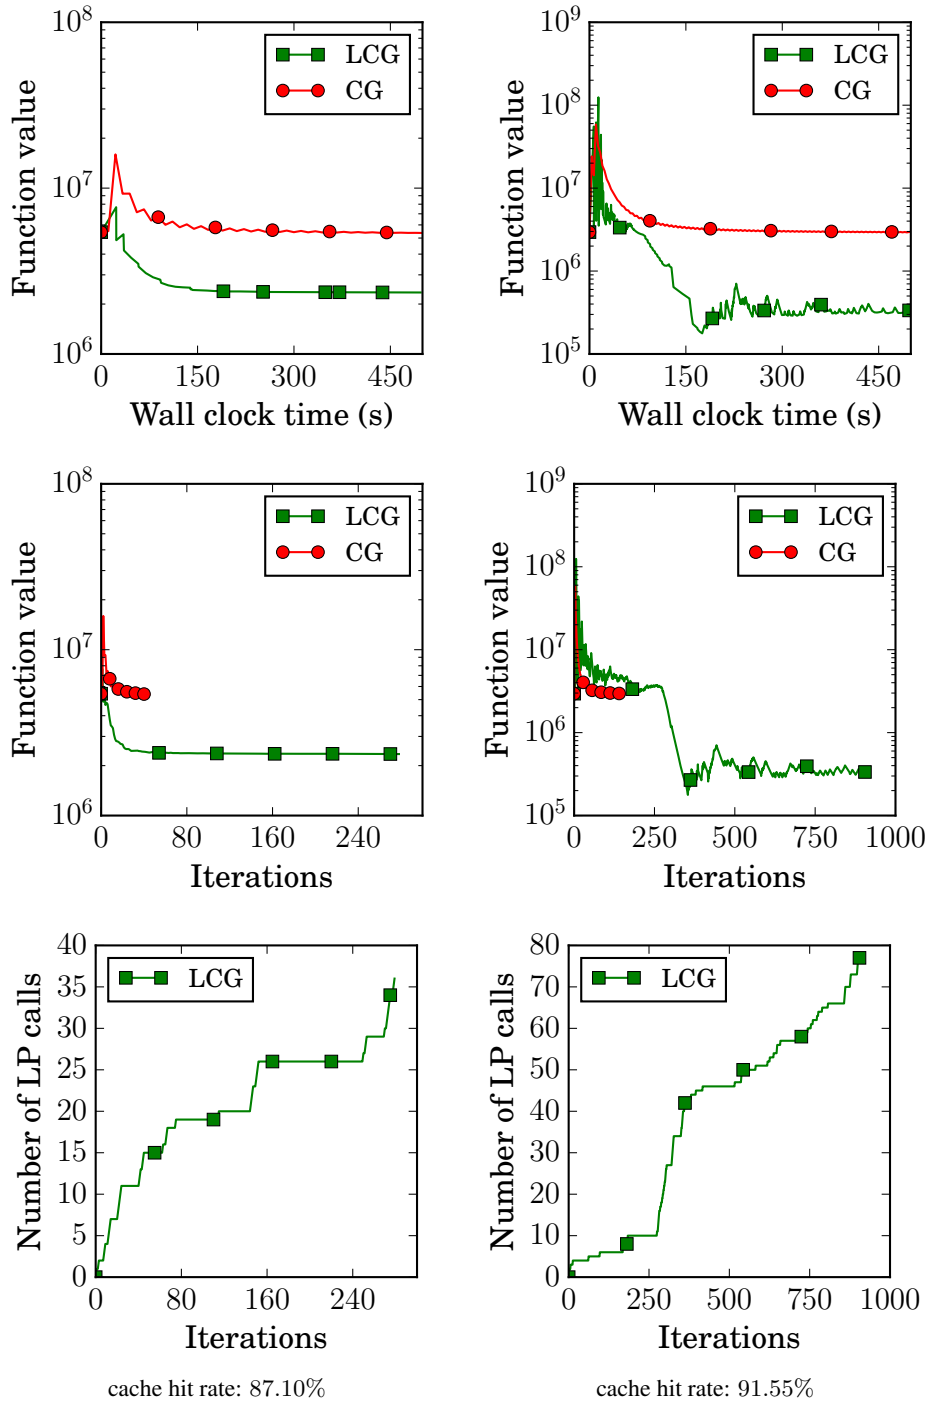 10^8
10^7
10^6
Function value
LCG
CG
0 150 300 450
Wall clock time (s)
10^9
10^8
10^7
10^6
10^5
Function value
LCG
CG
0 150 300 450
Wall clock time (s)
10^8
10^7
10^6
Function value
LCG
CG
0 80 160 240
Iterations
10^9
10^8
10^7
10^6
10^5
Function value
LCG
CG
0 250 500 750 1000
Iterations
40
35
30
25
20
15
10
5
0
Number of LP calls
LCG
0 80 160 240
Iterations
cache hit rate: 87.10%
80
70
60
50
40
30
20
10
0
Number of LP calls
LCG
0 250 500 750 1000
Iterations
cache hit rate: 91.55%